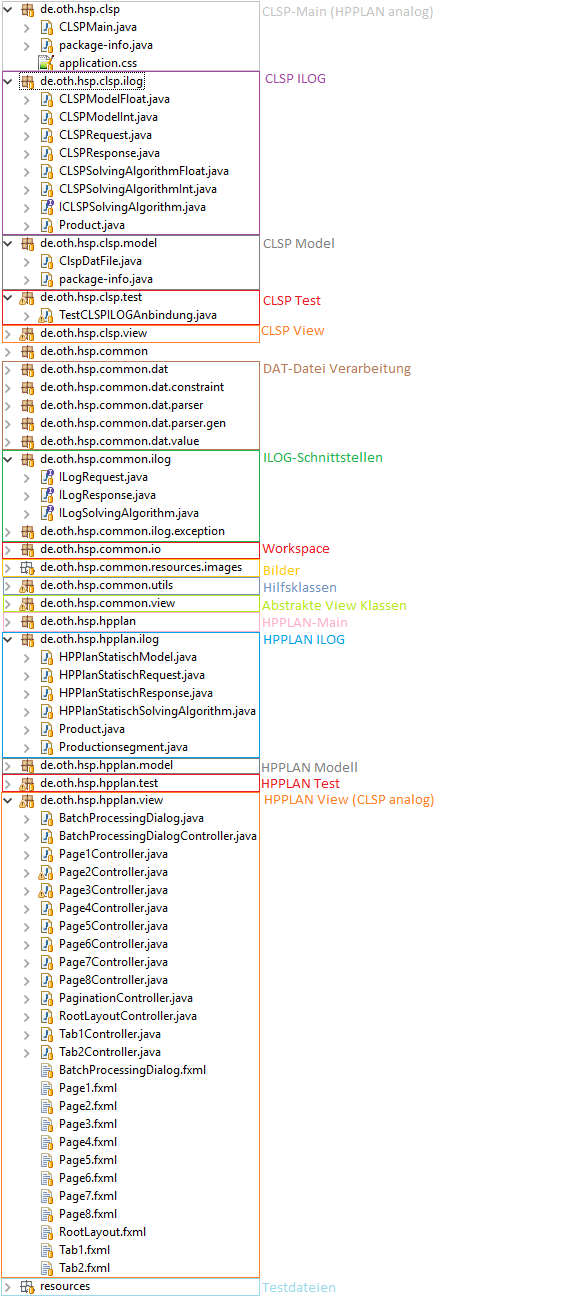 de.oth.hsp.clsp CLSP-Main (HPPLAN analog)
CLSPMain.java
package-info.java
application.css
de.oth.hsp.clsp.ilog CLSP ILOG
CLSPModelFloat.java
CLSPModelInt.java
CLSPRequest.java
CLSPResponse.java
CLSPSolvingAlgorithmFloat.java
CLSPSolvingAlgorithmInt.java
ICLSPSolvingAlgorithm.java
Product.java
de.oth.hsp.clsp.model CLSP Model
ClspDatFile.java
package-info.java
de.oth.hsp.clsp.test CLSP Test
TestCLSPILOGAnbindung.java
de.oth.hsp.clsp.view CLSP View
de.oth.hsp.common
de.oth.hsp.common.dat DAT-Datei Verarbeitung
de.oth.hsp.common.dat.constraint
de.oth.hsp.common.dat.parser
de.oth.hsp.common.dat.parser.gen
de.oth.hsp.common.dat.value
de.oth.hsp.common.ilog ILOG-Schnittstellen
ILogRequest.java
ILogResponse.java
ILogSolvingAlgorithm.java
de.oth.hsp.common.ilog.exception
de.oth.hsp.common.io Workspace
de.oth.hsp.common.resources.images Bilder
de.oth.hsp.common.utils Hilfsklassen
de.oth.hsp.common.view Abstrakte View Klassen
de.oth.hsp.hpplan HPPLAN-Main
de.oth.hsp.hpplan.ilog HPPLAN ILOG
HPPlanStatischModel.java
HPPlanStatischRequest.java
HPPlanStatischResponse.java
HPPlanStatischSolvingAlgorithm.java
Product.java
Productionsegment.java
de.oth.hsp.hpplan.model HPPLAN Modell
de.oth.hsp.hpplan.test HPPLAN Test
de.oth.hsp.hpplan.view HPPLAN View (CLSP analog)
BatchProcessingDialog.java
BatchProcessingDialogController.java
Page1Controller.java
Page2Controller.java
Page3Controller.java
Page4Controller.java
Page5Controller.java
Page6Controller.java
Page7Controller.java
Page8Controller.java
PaginationController.java
RootLayoutController.java
Tab1Controller.java
Tab2Controller.java
BatchProcessingDialog.fxml
Page1.fxml
Page2.fxml
Page3.fxml
Page4.fxml
Page5.fxml
Page6.fxml
Page7.fxml
Page8.fxml
RootLayout.fxml
Tab1.fxml
Tab2.fxml
resources Testdateien